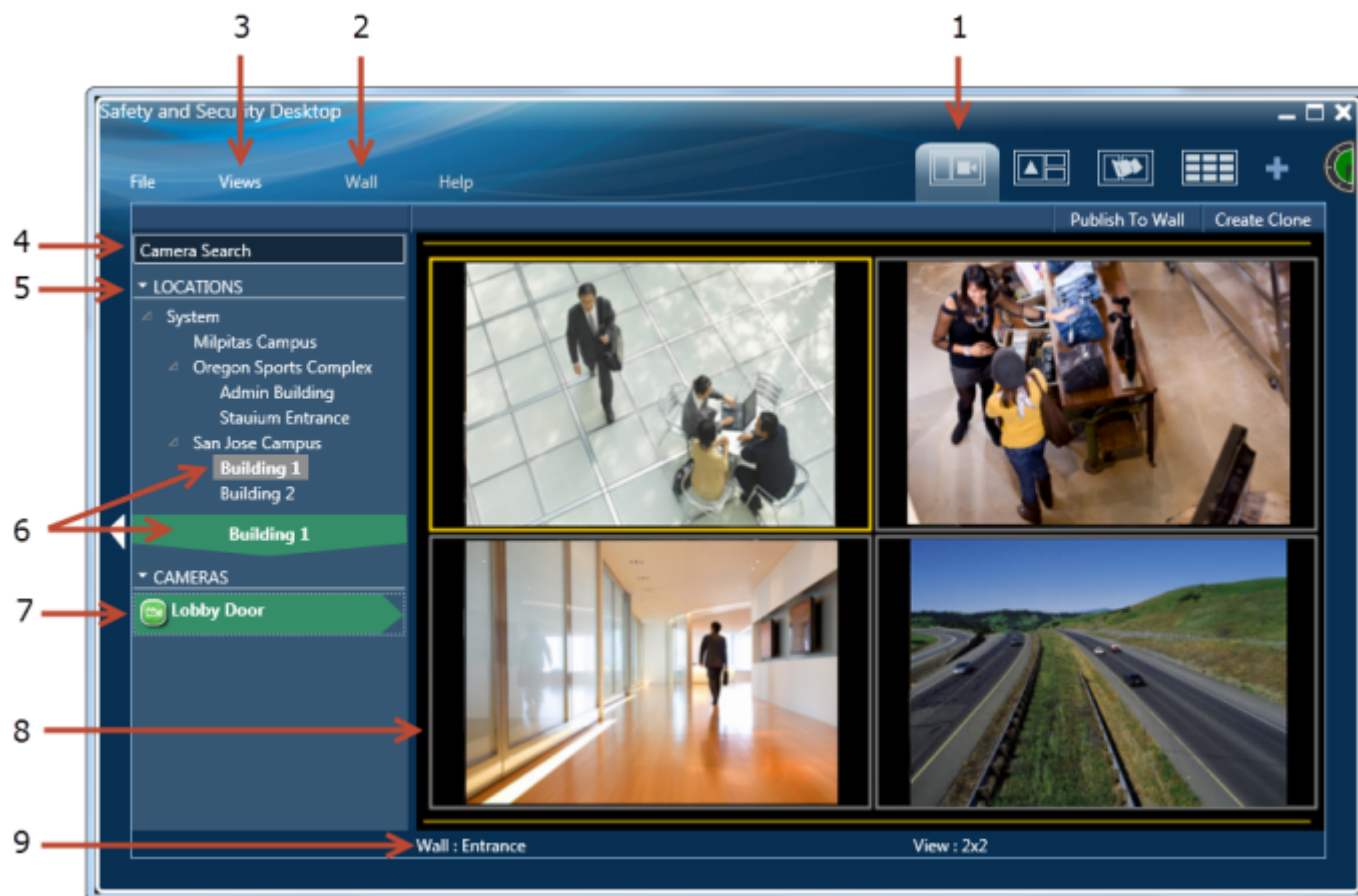 3
2
1
Safety and Security Desktop
File Views Wall Help
Publish To Wall Create Clone
4
Camera Search
5
LOCATIONS
System
Milpitas Campus
Oregon Sports Complex
Admin Building
Stauium Entrance
San Jose Campus
Building 1
Building 2
6
Building 1
CAMERAS
7
Lobby Door
8
9
Wall : Entrance
View : 2x2